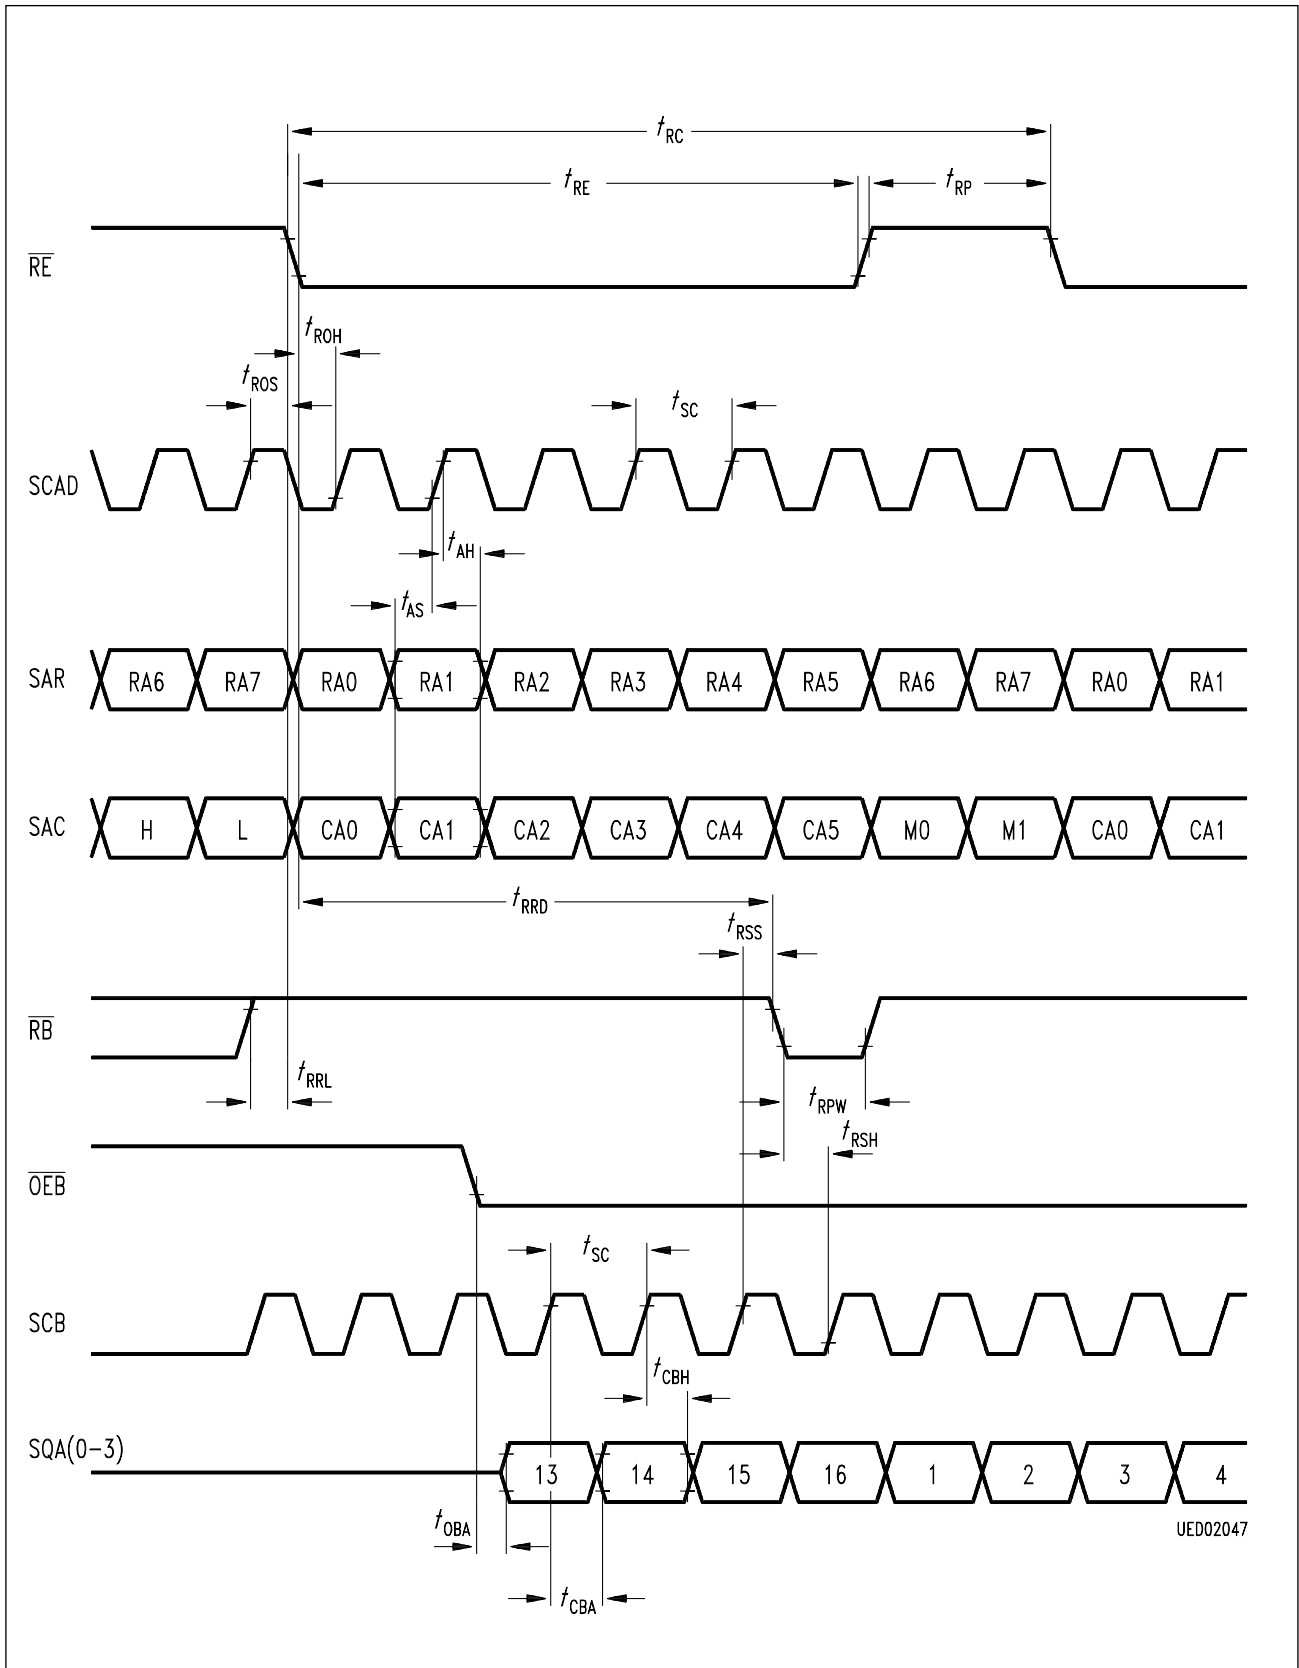 tRC
tRE
tRP
RE
tROH
tROS
tSC
SCAD
tAH
tAS
SAR RA6 RA7 RA0 RA1 RA2 RA3 RA4 RA5 RA6 RA7 RA0 RA1
SAC H L CA0 CA1 CA2 CA3 CA4 CA5 M0 M1 CA0 CA1
tRRD
tRSS
RB
tRRL
tRPW
tRSH
OEB
tSC
SCB
tCBH
SQA(0-3) 13 14 15 16 1 2 3 4
tOBA
UED02047
tCBA